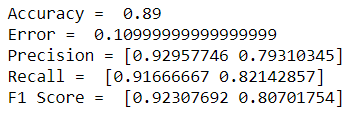 Accuracy =  0.89
Error =  0.10999999999999999
Precision = [0.92957746 0.79310345]
Recall =  [0.91666667 0.82142857]
F1 Score =  [0.92307692 0.80701754]